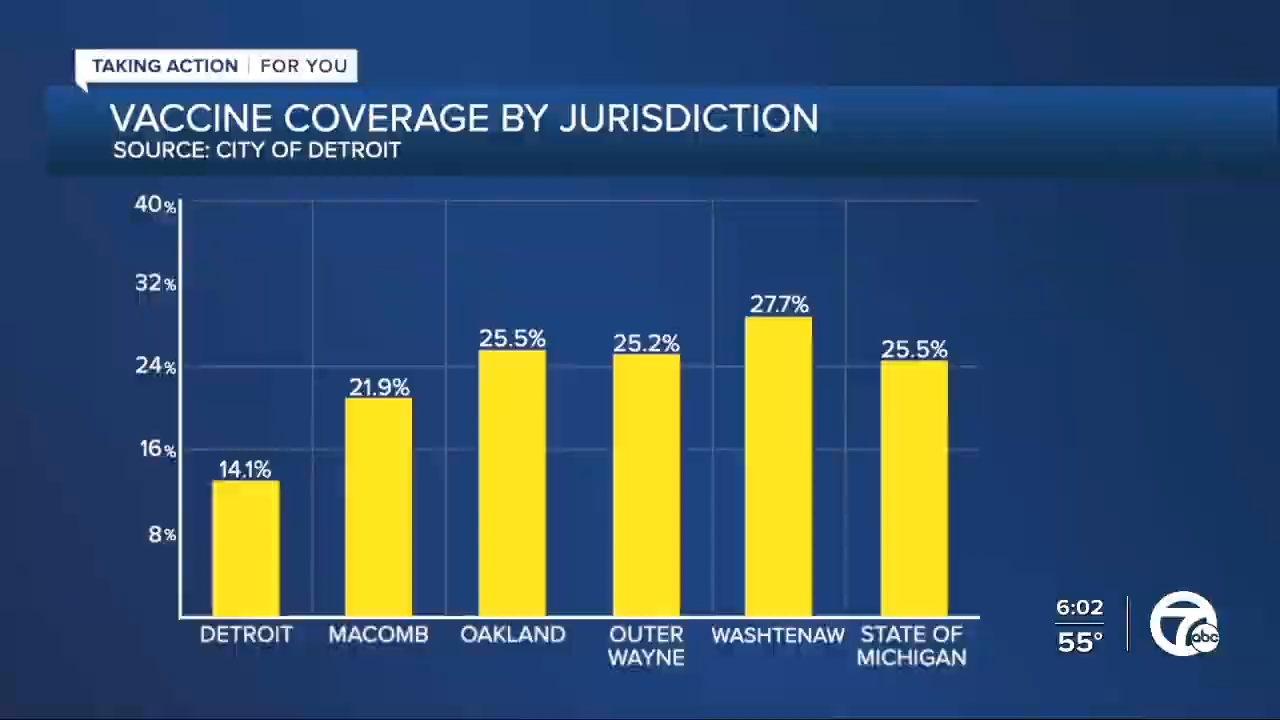 TAKING ACTION | FOR YOU
VACCINE COVERAGE BY JURISDICTION
SOURCE: CITY OF DETROIT
40%
32%
24%
16%
8%
14.1%
21.9%
25.5%
25.2%
27.7%
25.5%
DETROIT
MACOMB
OAKLAND
OUTER
WAYNE
WASHTENAW
STATE OF
MICHIGAN
6:02
55°
7
abc